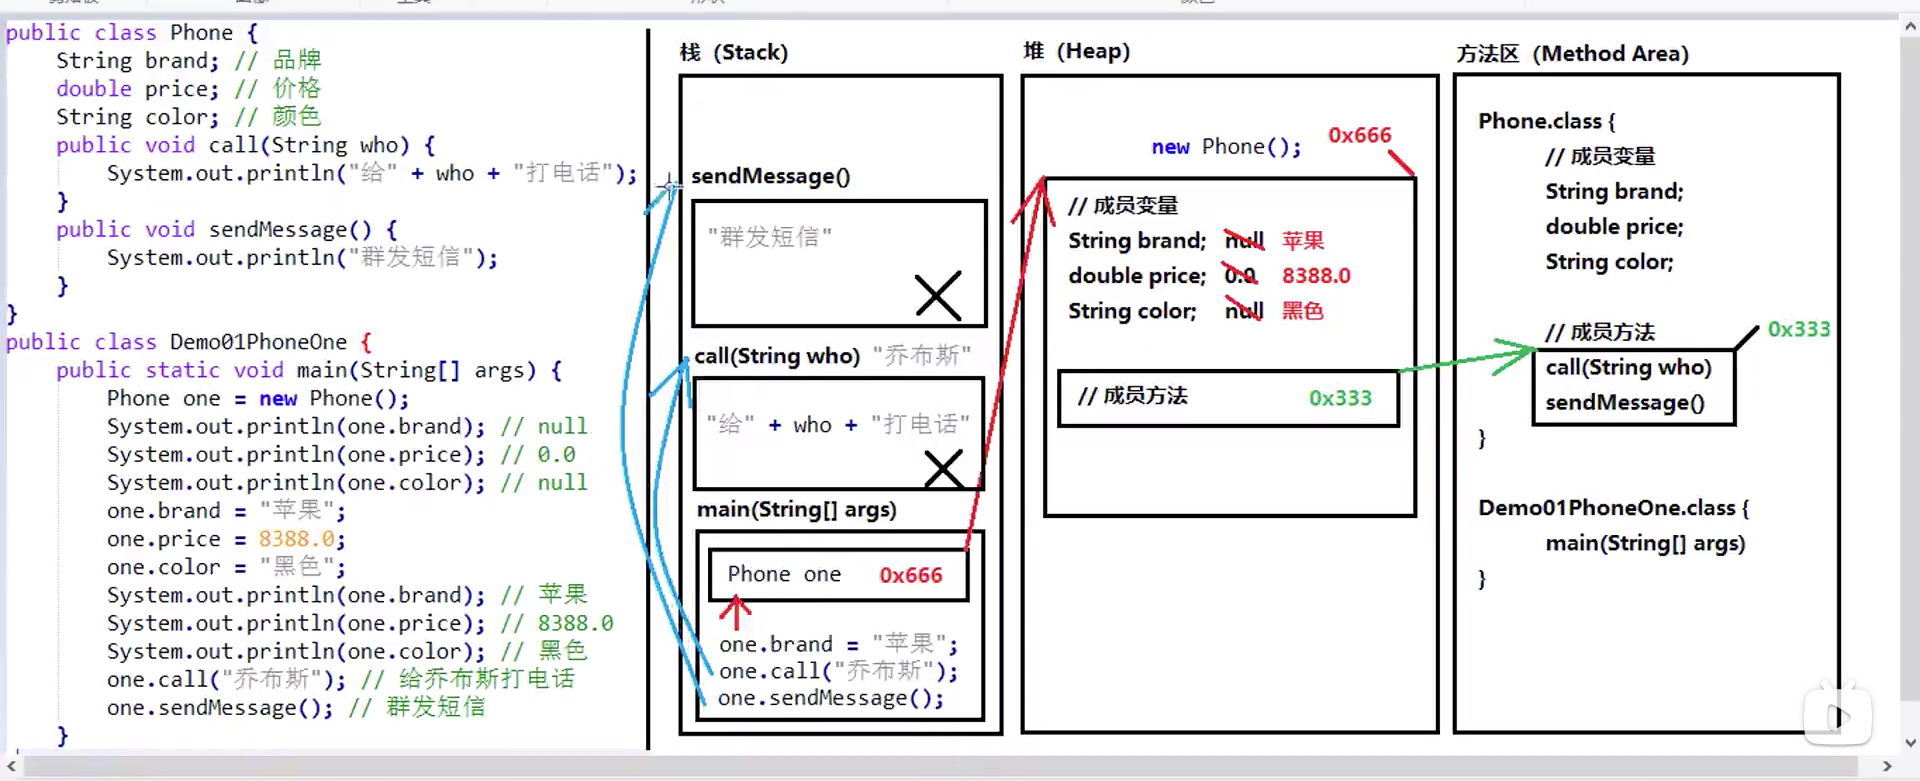 public class Phone {
String brand; // 品牌
double price; // 价格
String color; // 颜色
public void call(String who) {
System.out.println("给" + who + "打电话");
}
public void sendMessage() {
System.out.println("群发短信");
}
}
public class Demo01PhoneOne {
public static void main(String[] args) {
Phone one = new Phone();
System.out.println(one.brand); // null
System.out.println(one.price); // 0.0
System.out.println(one.color); // null
one.brand = "苹果";
one.price = 8388.0;
one.color = "黑色";
System.out.println(one.brand); // 苹果
System.out.println(one.price); // 8388.0
System.out.println(one.color); // 黑色
one.call("乔布斯"); // 给乔布斯打电话
one.sendMessage(); // 群发短信
}
栈（Stack）
sendMessage()
"群发短信"
call(String who) "乔布斯"
"给" + who + "打电话"
main(String[] args)
Phone one 0x666
one.brand = "苹果";
one.call("乔布斯");
one.sendMessage();
堆（Heap）
new Phone(); 0x666
// 成员变量
String brand; null 苹果
double price; 0.0 8388.0
String color; null 黑色
// 成员方法 0x333
方法区（Method Area）
Phone.class {
// 成员变量
String brand;
double price;
String color;
// 成员方法 0x333
call(String who)
sendMessage()
}
Demo01PhoneOne.class {
main(String[] args)
}